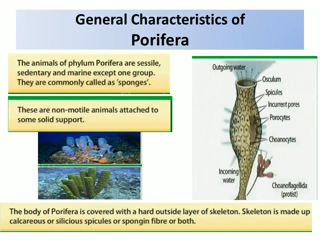 General Characteristics of
Porifera
The animals of phylum Porifera are sessile,
sedentary and marine except one group.
They are commonly called as 'sponges'.
These are non-motile animals attached to
some solid support.
Outgoing water
Osculum
Spicules
Incurrent pores
Porocytes
Choanocytes
Incoming
water
Choanoflagellida
(protist)
The body of Porifera is covered with a hard outside layer of skeleton. Skeleton is made up
calcareous or silicious spicules or spongin fibre or both.